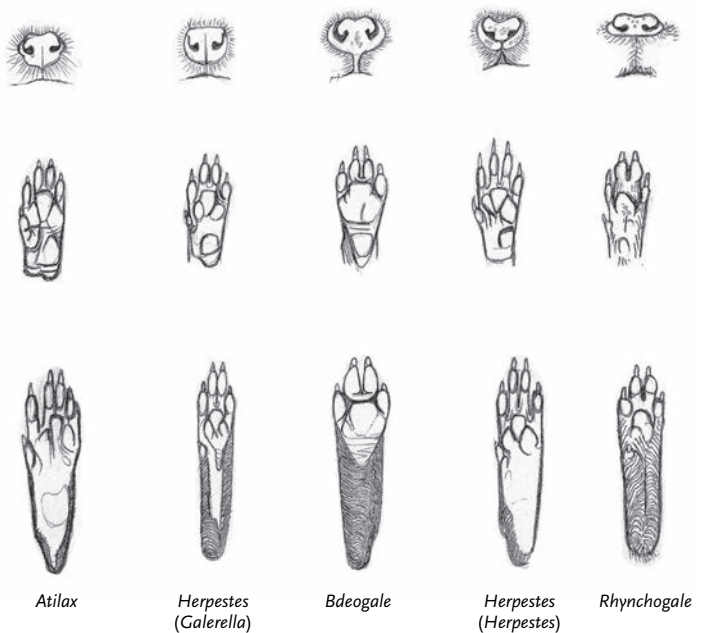 Atilax
Herpestes
(Galerella)
Bdeogale
Herpestes
(Herpestes)
Rhynchogale